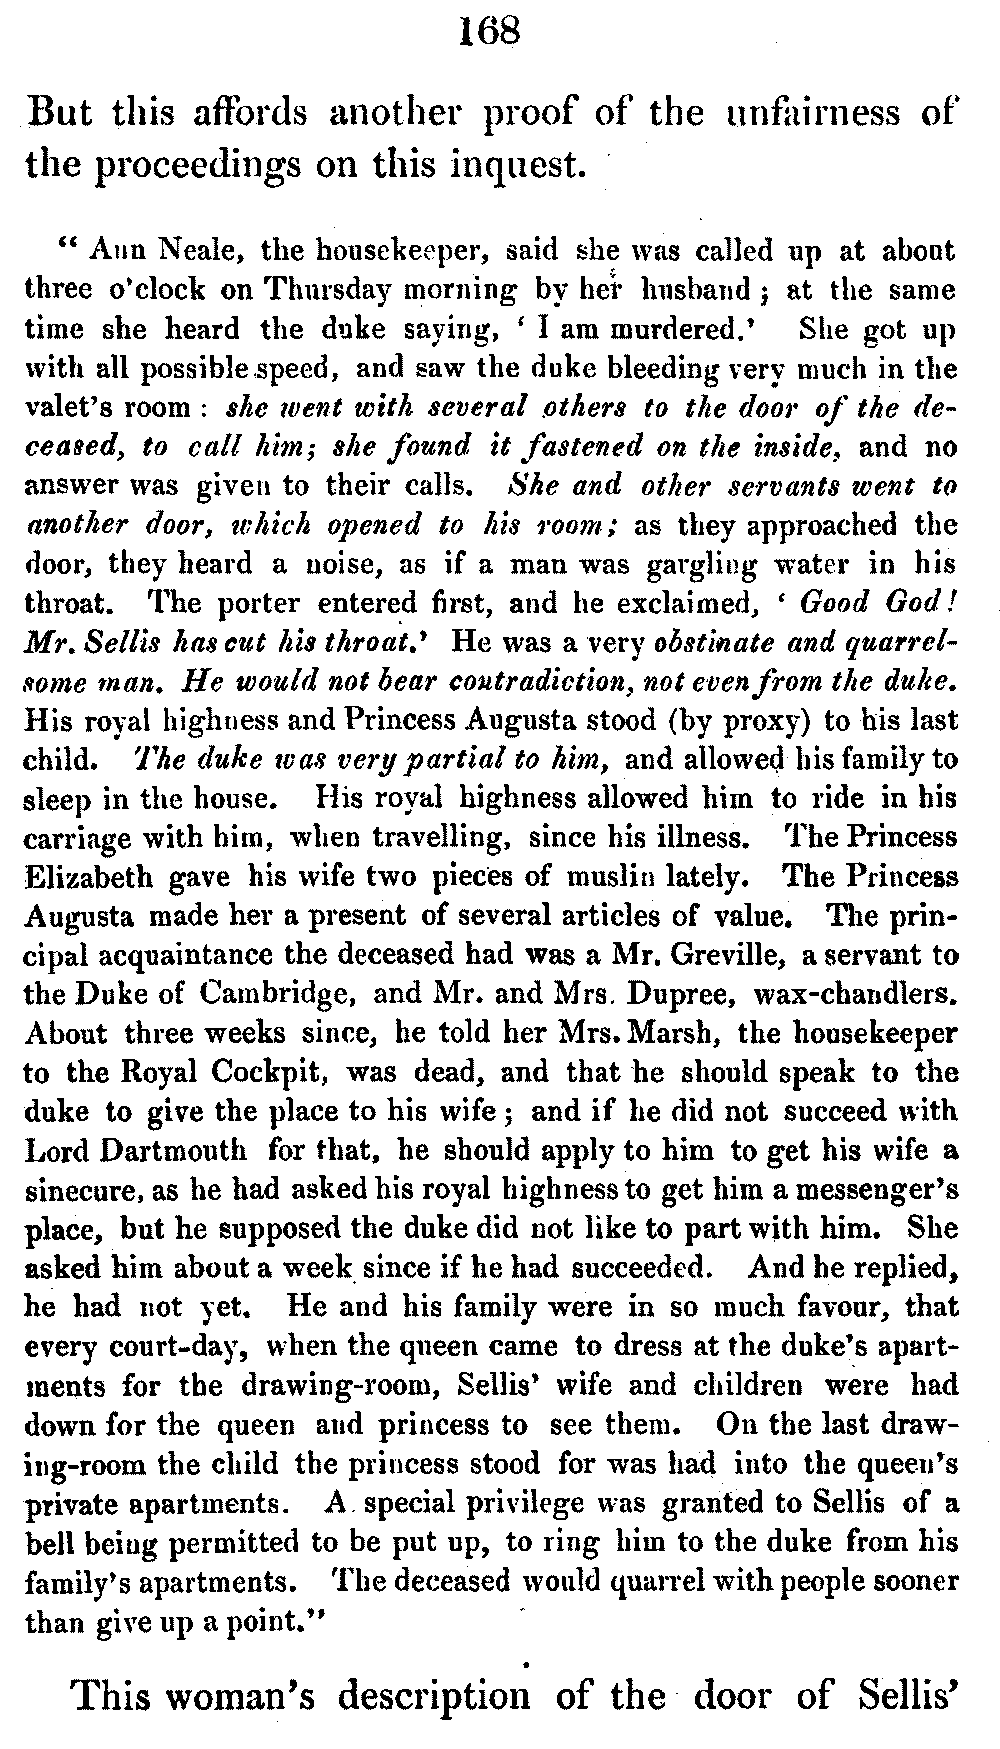 168
But this affords another proof of the unfairness of
the proceedings on this inquest.
“ Ann Neale, the housekeeper, said she was called up at about
three o'clock on Thursday morning by her husband ; at the same
time she heard the duke saying, ‘ I am murdered.’ She got up
with all possible speed, and saw the duke bleeding very much in the
valet's room : she went with several others to the door of the de-
ceased, to call him; she found it fastened on the inside, and no
answer was given to their calls. She and other servants went to
another door, which opened to his room; as they approached the
door, they heard a noise, as if a man was gargling water in his
throat. The porter entered first, and he exclaimed, ‘ Good God!
Mr. Sellis has cut his throat.’ He was a very obstinate and quarrel-
some man. He would not bear contradiction, not even from the duke.
His royal highness and Princess Augusta stood (by proxy) to his last
child. The duke was very partial to him, and allowed his family to
sleep in the house. His royal highness allowed him to ride in his
carriage with him, when travelling, since his illness. The Princess
Elizabeth gave his wife two pieces of muslin lately. The Princess
Augusta made her a present of several articles of value. The prin-
cipal acquaintance the deceased had was a Mr. Greville, a servant to
the Duke of Cambridge, and Mr. and Mrs. Dupree, wax-chandlers.
About three weeks since, he told her Mrs. Marsh, the housekeeper
to the Royal Cockpit, was dead, and that he should speak to the
duke to give the place to his wife ; and if he did not succeed with
Lord Dartmouth for that, he should apply to him to get his wife a
sinecure, as he had asked his royal highness to get him a messenger's
place, but he supposed the duke did not like to part with him. She
asked him about a week since if he had succeeded. And he replied,
he had not yet. He and his family were in so much favour, that
every court-day, when the queen came to dress at the duke's apart-
ments for the drawing-room, Sellis' wife and children were had
down for the queen and princess to see them. On the last draw-
ing-room the child the princess stood for was had into the queen's
private apartments. A special privilege was granted to Sellis of a
bell being permitted to be put up, to ring him to the duke from his
family's apartments. The deceased would quarrel with people sooner
than give up a point.”
This woman's description of the door of Sellis'